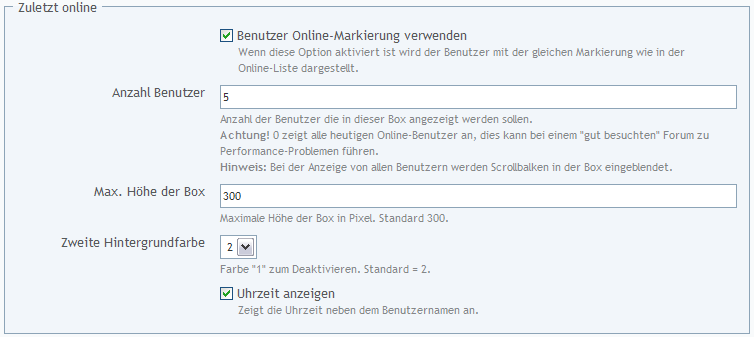 Zuletzt online
Benutzer Online-Markierung verwenden
Wenn diese Option aktiviert ist wird der Benutzer mit der gleichen Markierung wie in der
Online-Liste dargestellt.
Anzahl Benutzer
5
Anzahl der Benutzer die in dieser Box angezeigt werden sollen.
Achtung! 0 zeigt alle heutigen Online-Benutzer an, dies kann bei einem "gut besuchten" Forum zu
Performance-Problemen führen.
Hinweis: Bei der Anzeige von allen Benutzern werden Scrollbalken in der Box eingeblendet.
Max. Höhe der Box
300
Maximale Höhe der Box in Pixel. Standard 300.
Zweite Hintergrundfarbe
2
Farbe "1" zum Deaktivieren. Standard = 2.
Uhrzeit anzeigen
Zeigt die Uhrzeit neben dem Benutzernamen an.